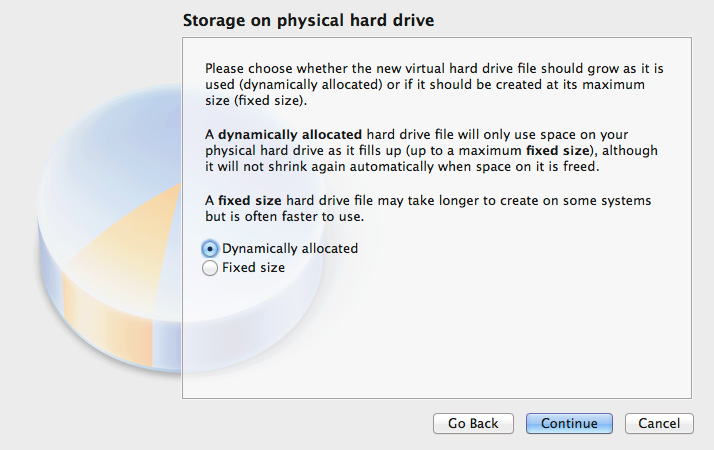 Storage on physical hard drive
Please choose whether the new virtual hard drive file should grow as it is
used (dynamically allocated) or if it should be created at its maximum
size (fixed size).
A dynamically allocated hard drive file will only use space on your
physical hard drive as it fills up (up to a maximum fixed size), although
it will not shrink again automatically when space on it is freed.
A fixed size hard drive file may take longer to create on some systems
but is often faster to use.
Dynamically allocated
Fixed size
Go Back
Continue
Cancel